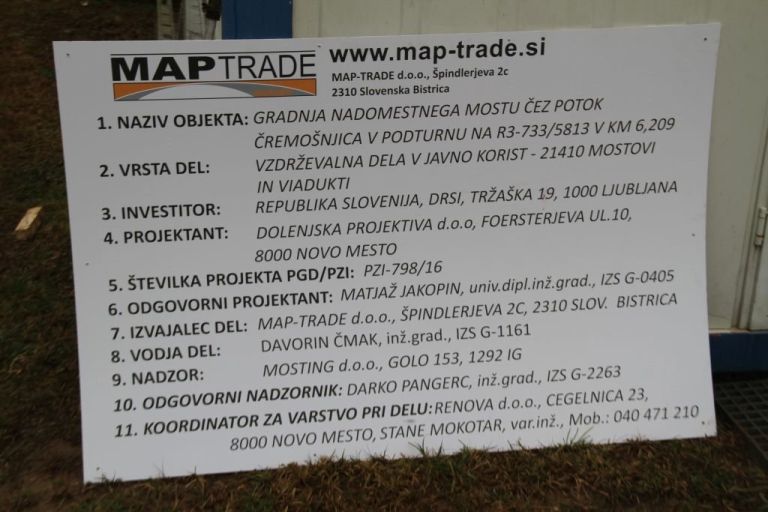 MAPTRADE www.map-trade.si
MAP-TRADE d.o.o., Špindlerjeva 2c
2310 Slovenska Bistrica
1. NAZIV OBJEKTA: GRADNJA NADOMESTNEGA MOSTU ČEZ POTOK
ČREMOŠNJICA V PODTURNU NA R3-733/5813 V KM 6,209
2. VRSTA DEL: VZDRŽEVALNA DELA V JAVNO KORIST - 21410 MOSTOVI
IN VIADUKTI
3. INVESTITOR: REPUBLIKA SLOVENIJA, DRSI, TRŽAŠKA 19, 1000 LJUBLJANA
4. PROJEKTANT: DOLENJSKA PROJEKTIVA d.o.o, FOERSTERJEVA UL.10,
8000 NOVO MESTO
5. ŠTEVILKA PROJEKTA PGD/PZI: PZI-798/16
6. ODGOVORNI PROJEKTANT: MATJAŽ JAKOPIN, univ.dipl.inž.grad., IZS G-0405
7. IZVAJALEC DEL: MAP-TRADE d.o.o., ŠPINDLERJEVA 2C, 2310 SLOV. BISTRICA
8. VODJA DEL: DAVORIN ČMAK, inž.grad., IZS G-1161
9. NADZOR: MOSTING d.o.o., GOLO 153, 1292 IG
10. ODGOVORNI NADZORNIK: DARKO PANGERC, inž.grad., IZS G-2263
11. KOORDINATOR ZA VARSTVO PRI DELU: RENOVA d.o.o., CEGELNICA 23,
8000 NOVO MESTO, STANE MOKOTAR, var.inž., Mob.: 040 471 210